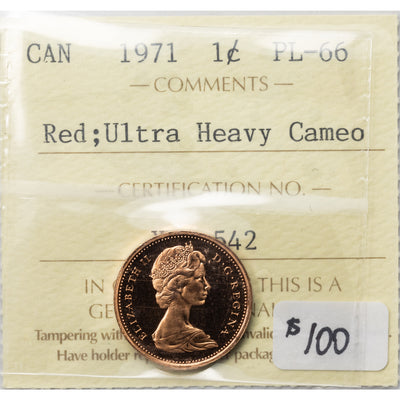 CAN 1971 1¢ PL-66
— COMMENTS —
Red;Ultra Heavy Cameo
— CERTIFICATION NO. —
542
ELIZABETH II D·G·REGINA
IN THIS IS A
GE
Tampering with
Have holder
$100